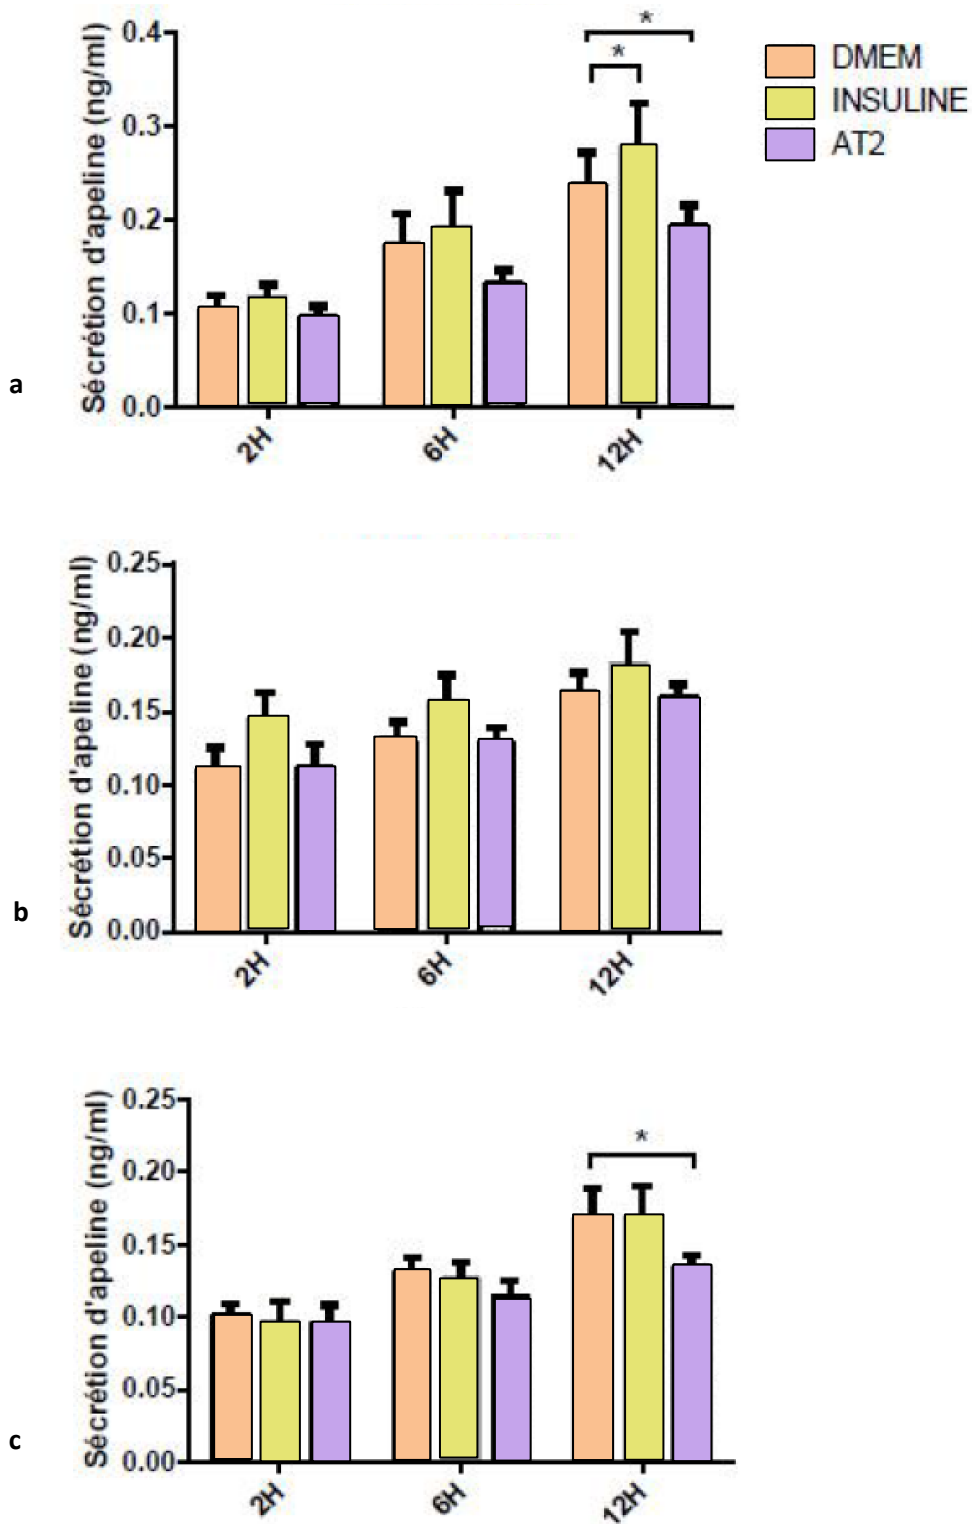 *
*
DMEM
INSULINE
AT2
Sécrétion d'apeline (ng/ml)
0.4
0.3
0.2
0.1
0.0
a
2H
6H
12H
Sécrétion d'apeline (ng/ml)
0.25
0.20
0.15
0.10
0.05
0.00
b
2H
6H
12H
*
Sécrétion d'apeline (ng/ml)
0.25
0.20
0.15
0.10
0.05
0.00
c
2H
6H
12H